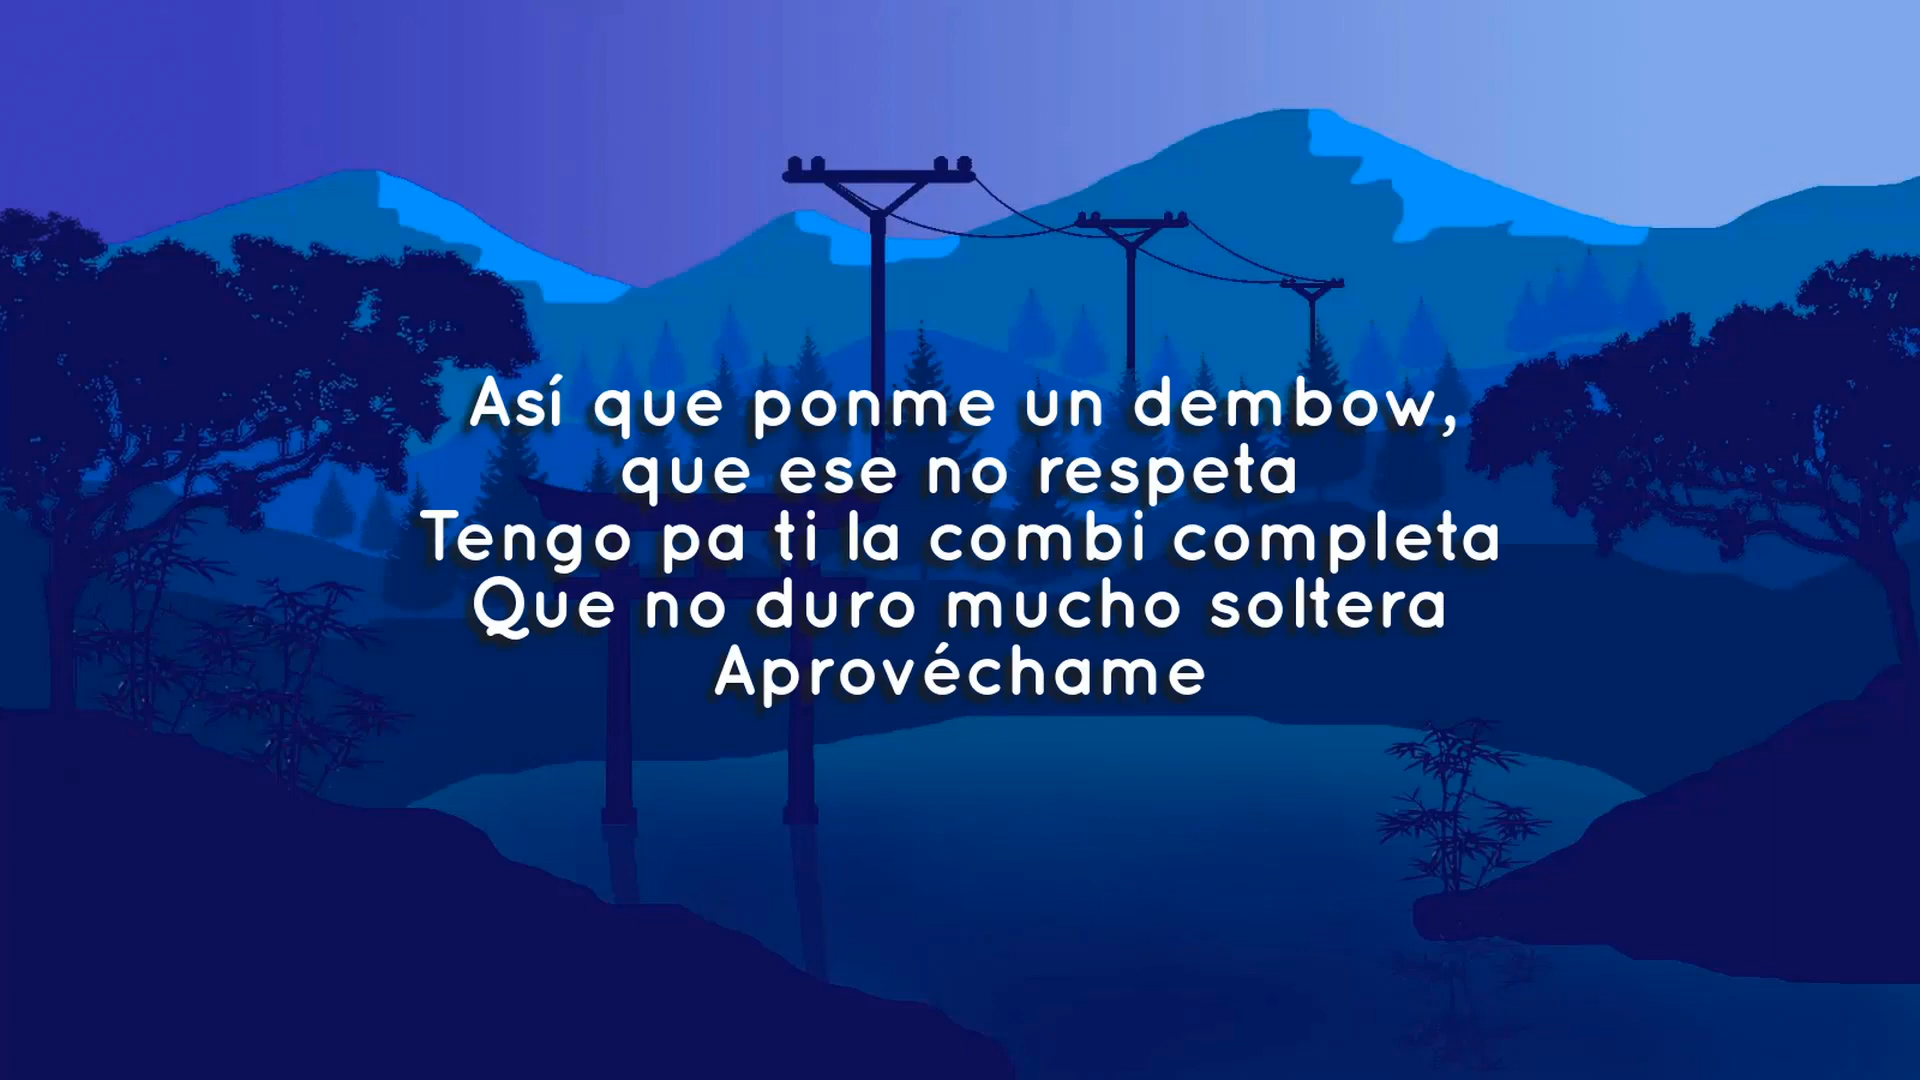 Así que ponme un dembow,
que ese no respeta
Tengo pa ti la combi completa
Que no duro mucho soltera
Aprovéchame